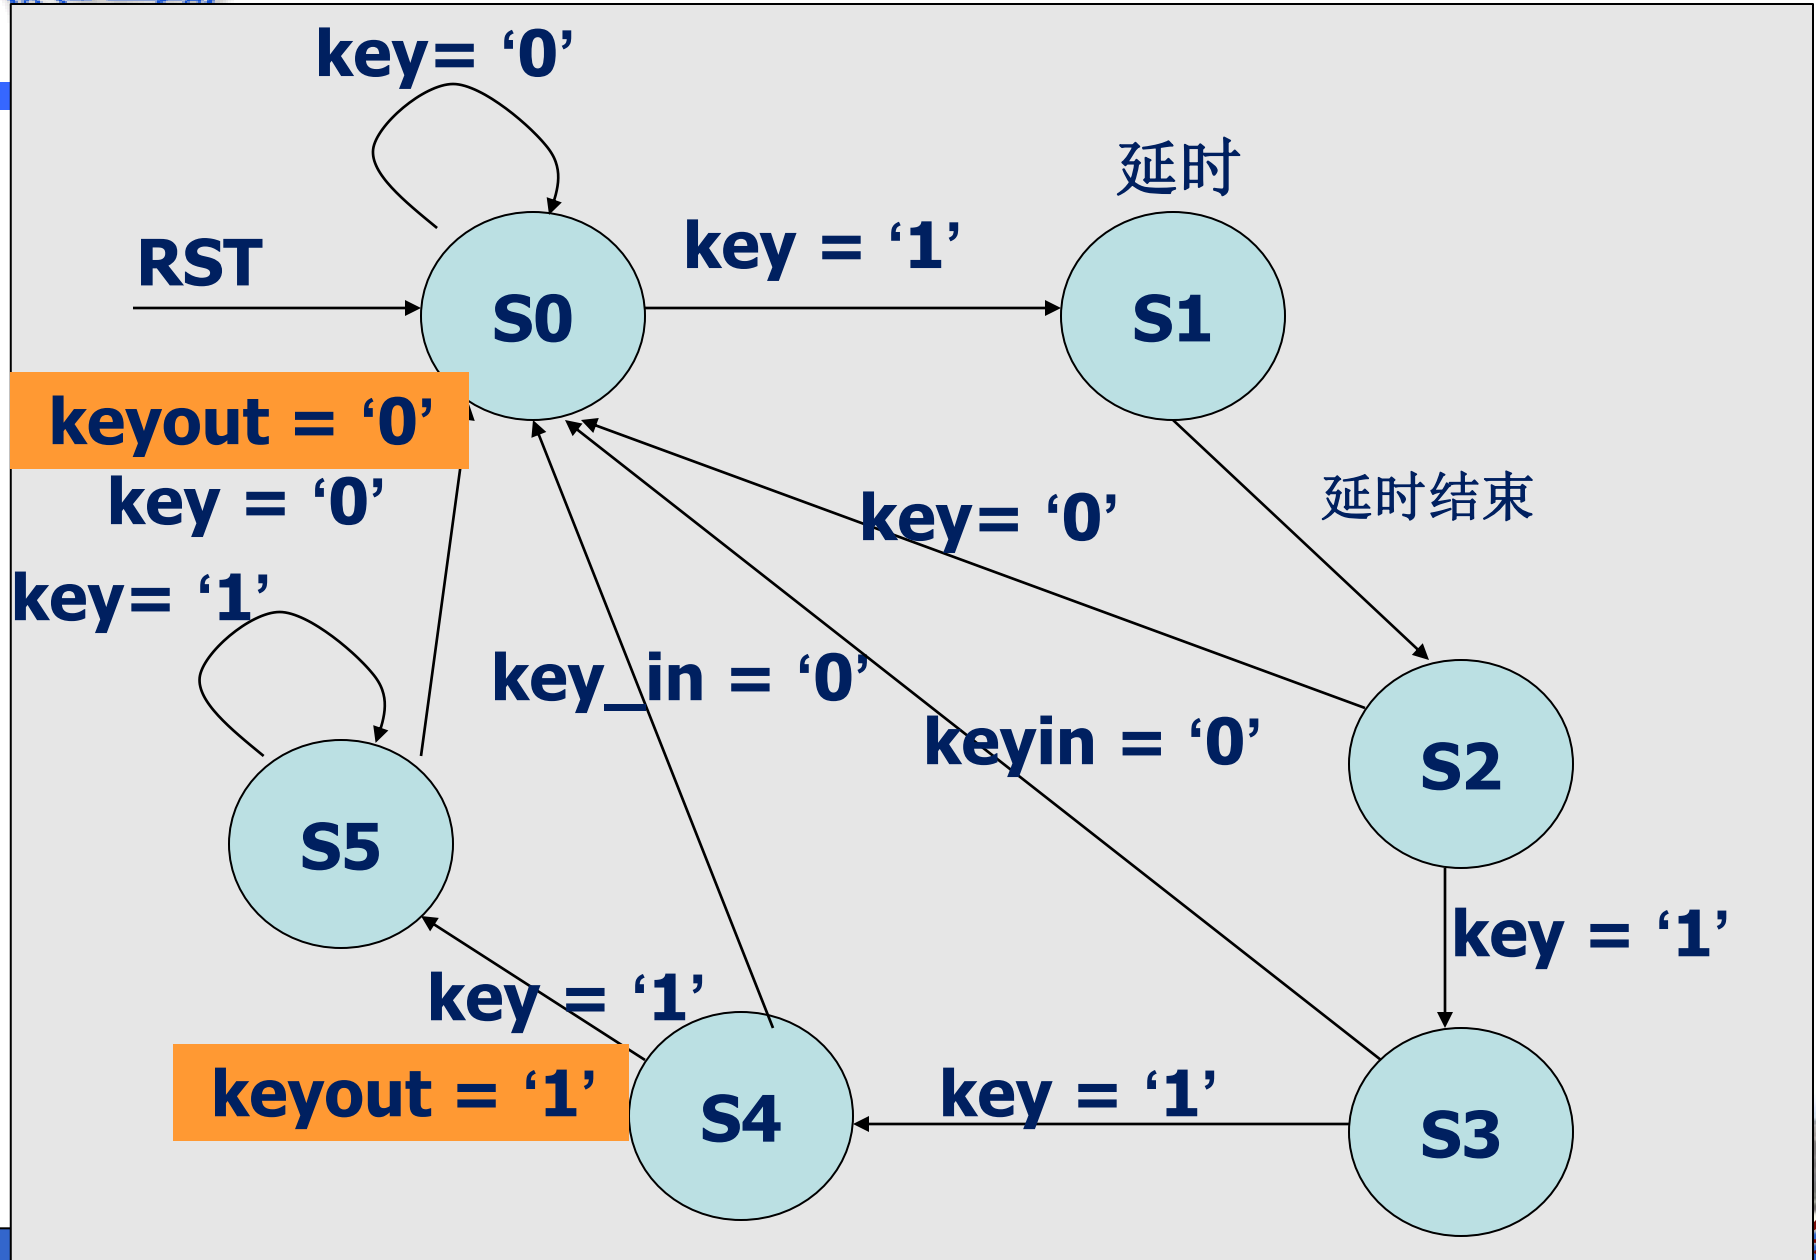 key= ‘0’
延时
key = ‘1’
RST
S0
S1
keyout = ‘0’
key = ‘0’
key= ‘0’
延时结束
key= ‘1’
key_in = ‘0’
keyin = ‘0’
S2
S5
key = ‘1’
key = ‘1’
keyout = ‘1’
key = ‘1’
S4
S3